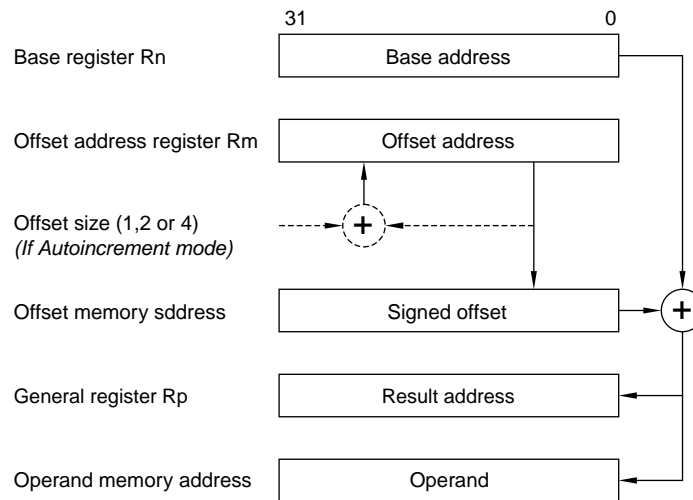 31 0
Base register Rn Base address
Offset address register Rm Offset address
Offset size (1,2 or 4)
(If Autoincrement mode)
+
Offset memory sddress Signed offset +
General register Rp Result address
Operand memory address Operand